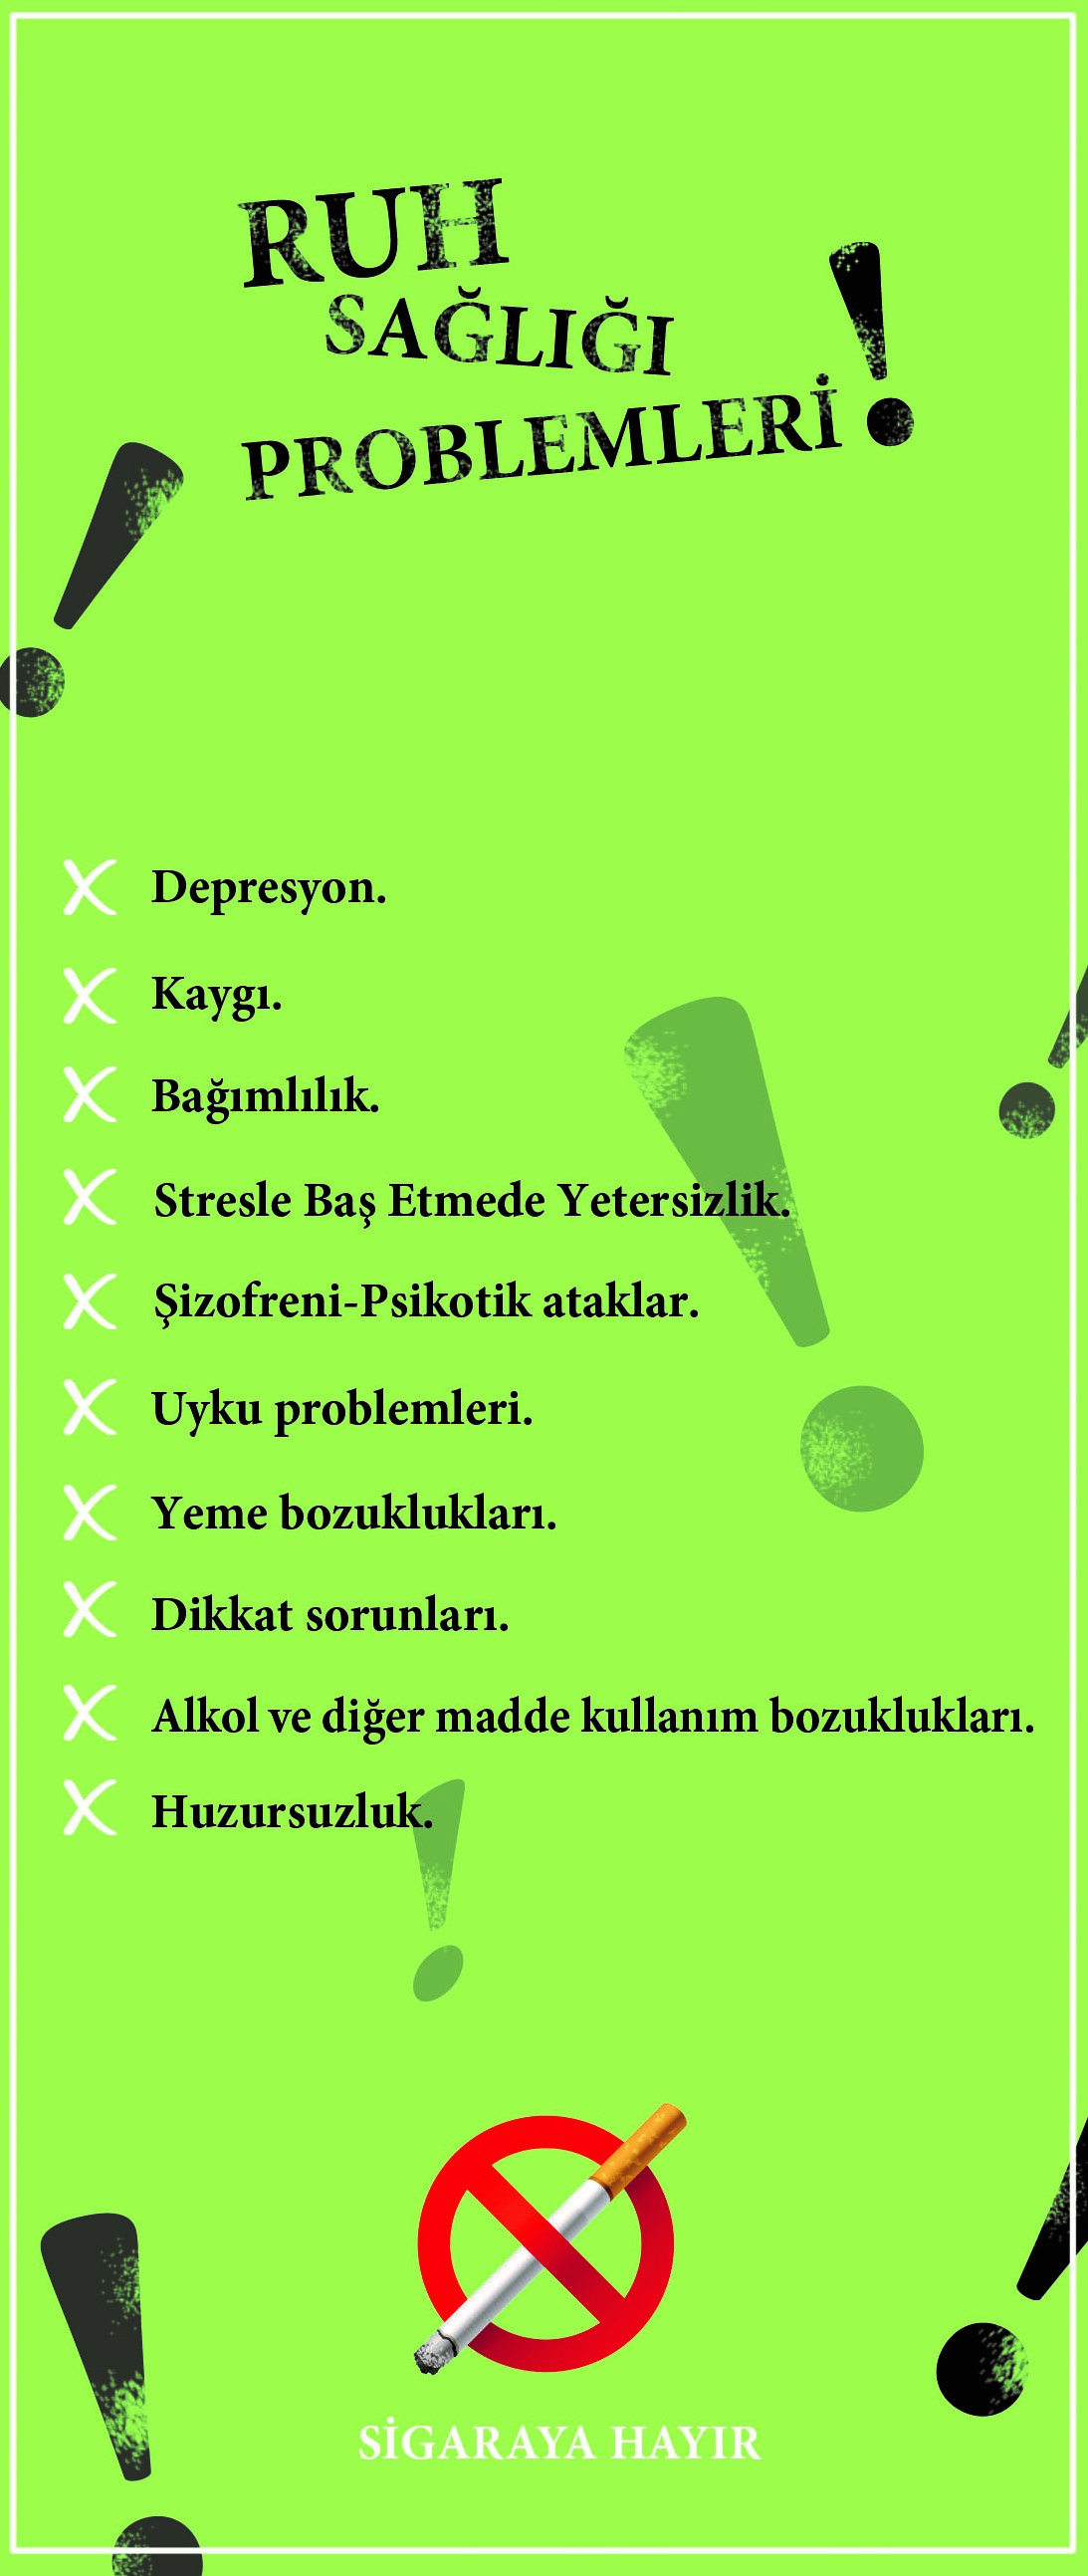 RUH
SAĞLIĞI
PROBLEMLERİ!
Depresyon.
Kaygı.
Bağımlılık.
Stresle Baş Etmede Yetersizlik.
Şizofreni-Psikotik ataklar.
Uyku problemleri.
Yeme bozuklukları.
Dikkat sorunları.
Alkol ve diğer madde kullanım bozuklukları.
Huzursuzluk.
SİGARAYA HAYIR